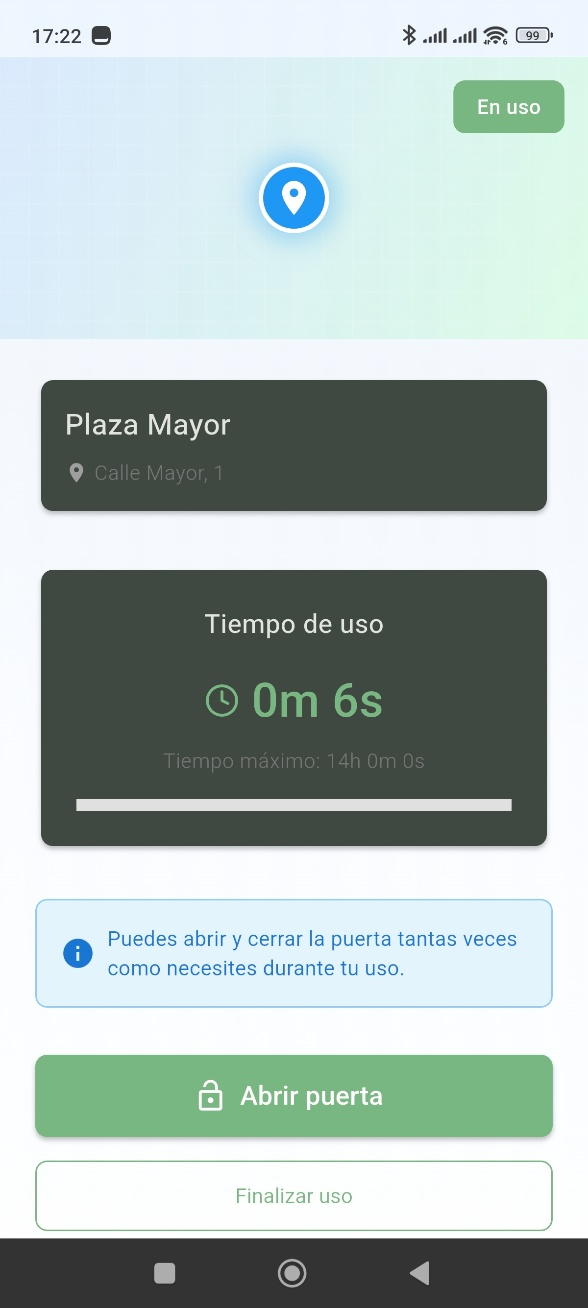 17:22
99
En uso
Plaza Mayor
Calle Mayor, 1
Tiempo de uso
0m 6s
Tiempo máximo: 14h 0m 0s
Puedes abrir y cerrar la puerta tantas veces
como necesites durante tu uso.
Abrir puerta
Finalizar uso